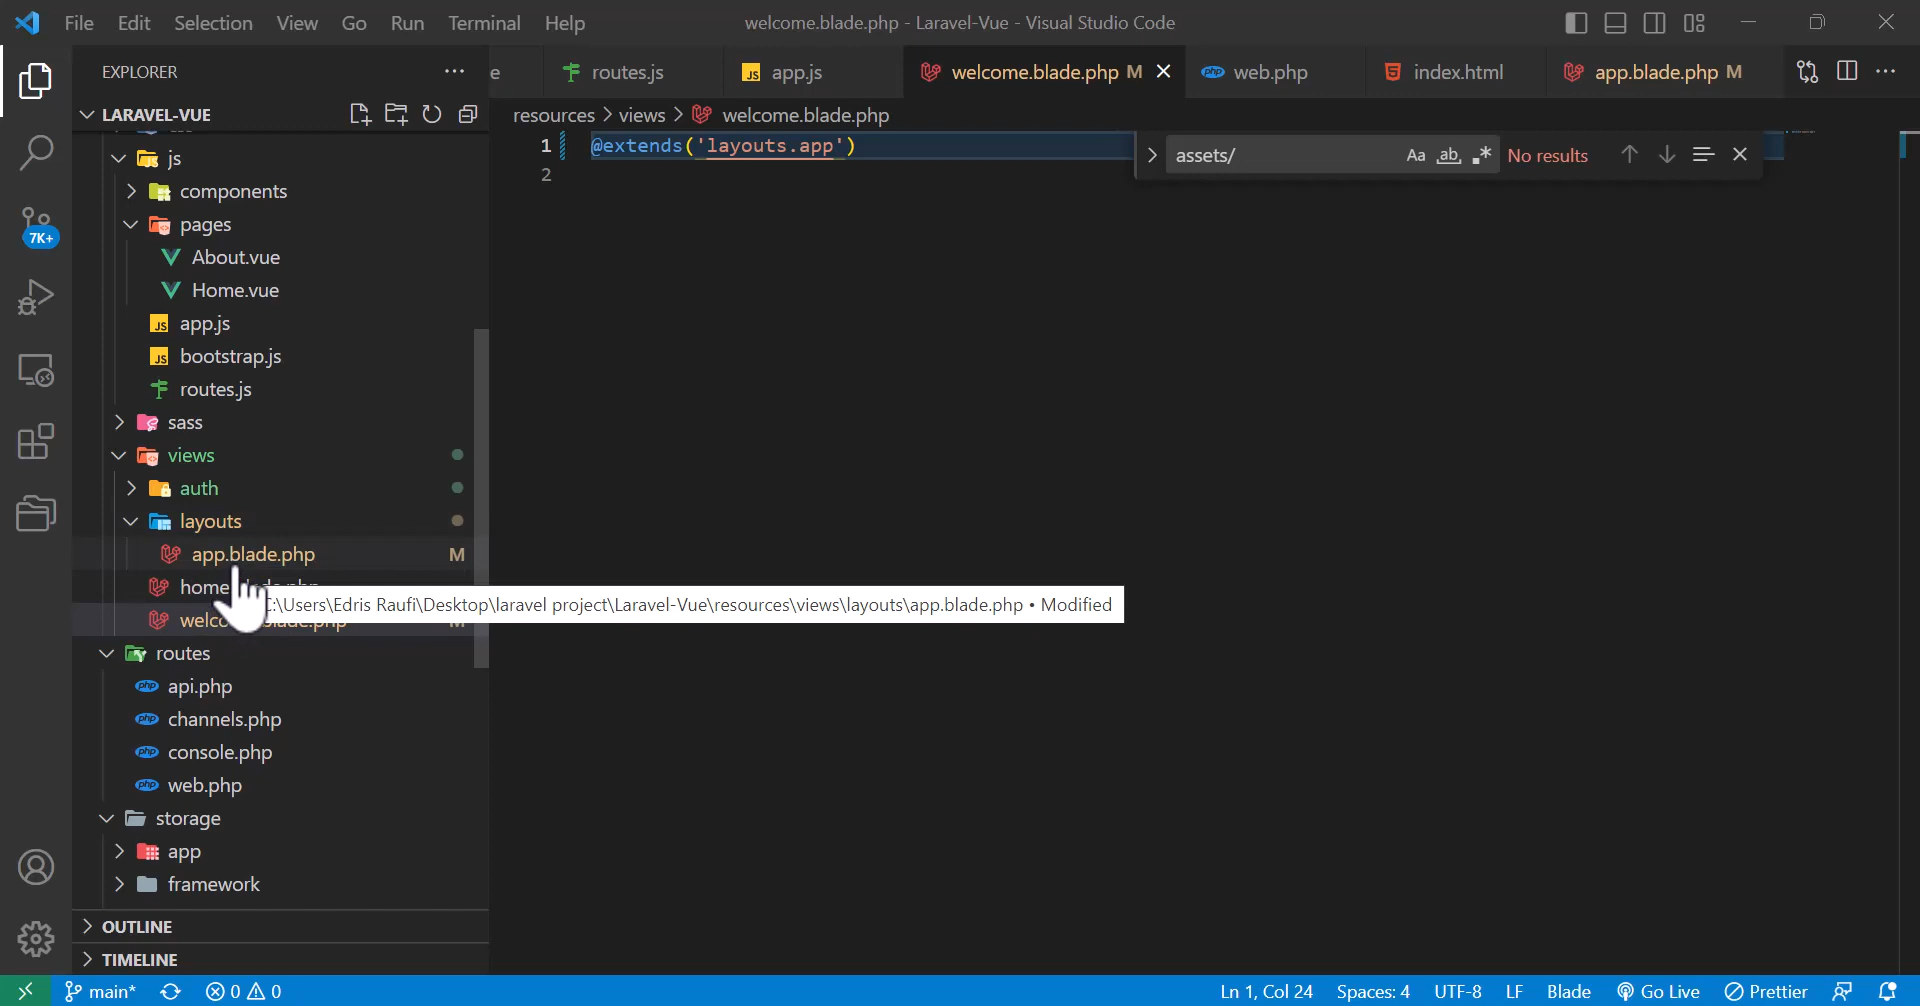 File Edit Selection View Go Run Terminal Help
welcome.blade.php - Laravel-Vue - Visual Studio Code
EXPLORER
e routes.js app.js welcome.blade.php M web.php index.html app.blade.php M
LARAVEL-VUE
resources > views > welcome.blade.php
1 @extends('layouts.app')
2
assets/ Aa ab No results
js
components
pages
About.vue
Home.vue
app.js
bootstrap.js
routes.js
sass
views
auth
layouts
app.blade.php M
home
C:\Users\Edris Raufi\Desktop\laravel project\Laravel-Vue\resources\views\layouts\app.blade.php • Modified
routes
api.php
channels.php
console.php
web.php
storage
app
framework
OUTLINE
TIMELINE
7K+
main* 0 0 Ln 1, Col 24 Spaces: 4 UTF-8 LF Blade Go Live Prettier